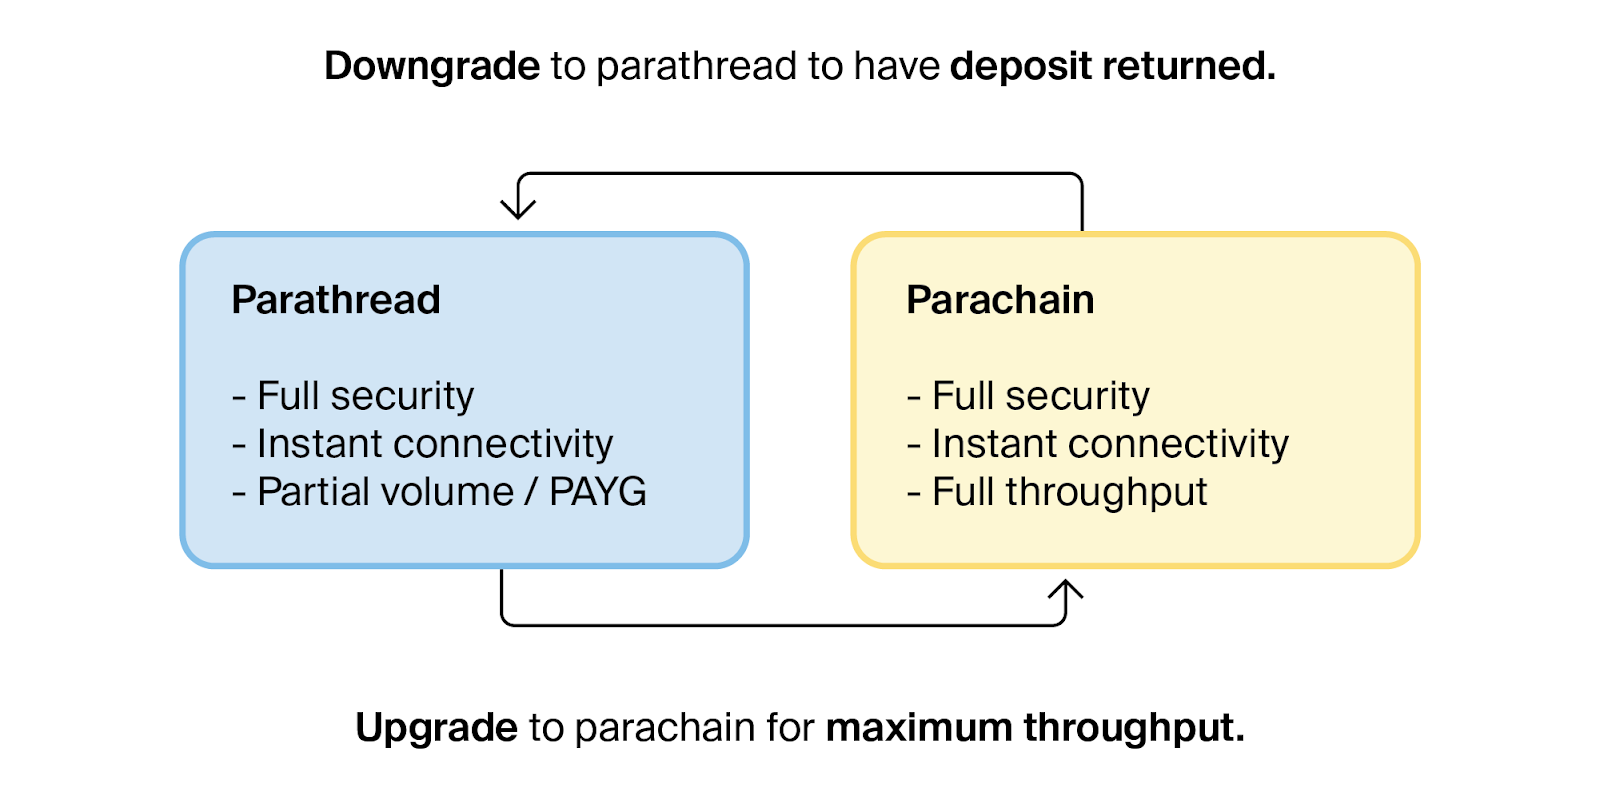 Downgrade to parathread to have deposit returned.
Parathread
- Full security
- Instant connectivity
- Partial volume / PAYG
Parachain
- Full security
- Instant connectivity
- Full throughput
Upgrade to parachain for maximum throughput.